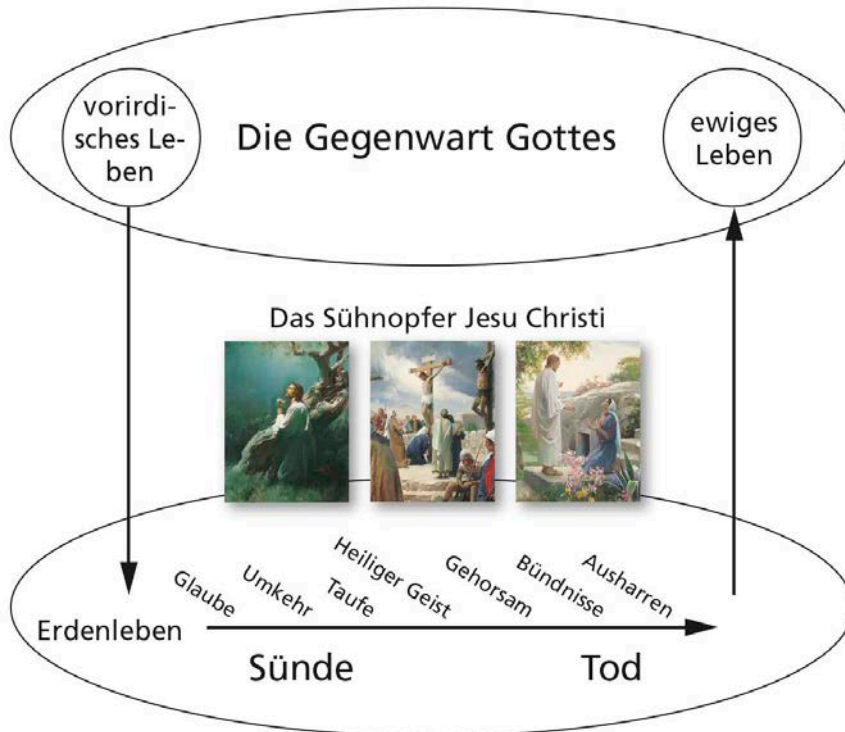 vorirdi-
sches Le-
ben
Die Gegenwart Gottes
ewiges
Leben
Das Sühnopfer Jesu Christi
Glaube
Umkehr
Taufe
Heiliger Geist
Gehorsam
Bündnisse
Ausharren
Erdenleben
Sünde
Tod